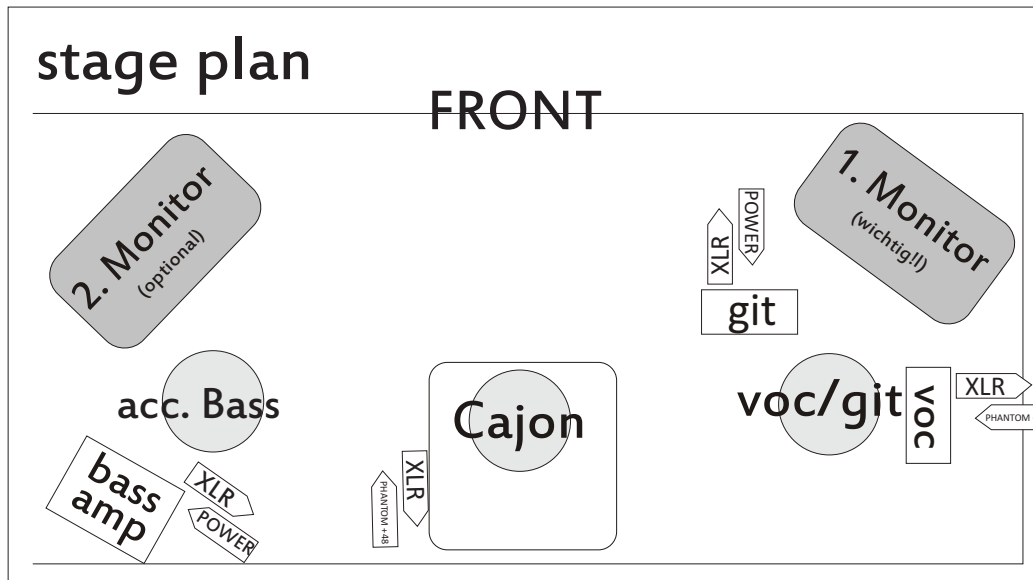 stage plan
FRONT
2. Monitor
(optional)
1. Monitor
(wichtig!!)
XLR
POWER
git
acc. Bass
Cajon
voc/git
voc
XLR
PHANTOM
bass
amp
XLR
POWER
PHANTOM +48
XLR